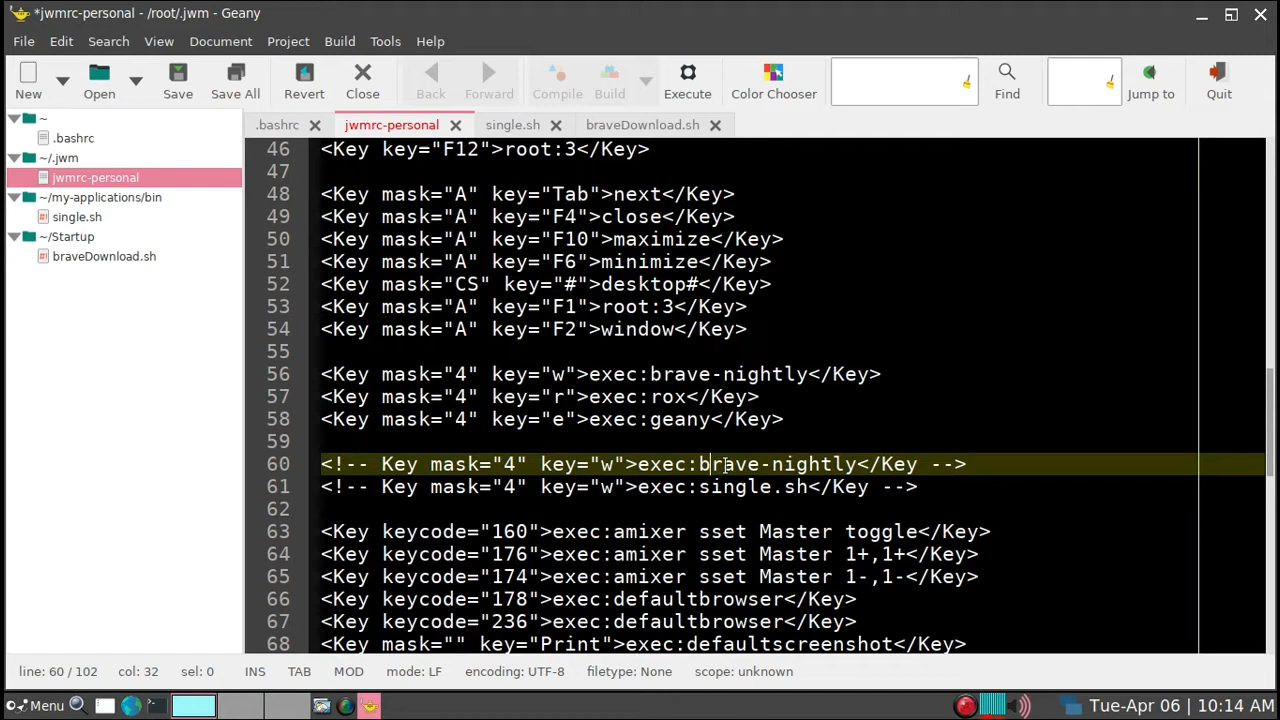 *jwmrc-personal - /root/.jwm - Geany
File Edit Search View Document Project Build Tools Help
New Open Save Save All Revert Close Back Forward Compile Build Execute Color Chooser Find Jump to Quit
~
.bashrc
~/.jwm
jwmrc-personal
~/my-applications/bin
single.sh
~/Startup
braveDownload.sh
.bashrc jwmrc-personal single.sh braveDownload.sh
46 <Key key="F12">root:3</Key>
47
48 <Key mask="A" key="Tab">next</Key>
49 <Key mask="A" key="F4">close</Key>
50 <Key mask="A" key="F10">maximize</Key>
51 <Key mask="A" key="F6">minimize</Key>
52 <Key mask="CS" key="#">desktop#</Key>
53 <Key mask="A" key="F1">root:3</Key>
54 <Key mask="A" key="F2">window</Key>
55
56 <Key mask="4" key="w">exec:brave-nightly</Key>
57 <Key mask="4" key="r">exec:rox</Key>
58 <Key mask="4" key="e">exec:geany</Key>
59
60 <!-- Key mask="4" key="w">exec:brave-nightly</Key -->
61 <!-- Key mask="4" key="w">exec:single.sh</Key -->
62
63 <Key keycode="160">exec:amixer sset Master toggle</Key>
64 <Key keycode="176">exec:amixer sset Master 1+,1+</Key>
65 <Key keycode="174">exec:amixer sset Master 1-,1-</Key>
66 <Key keycode="178">exec:defaultbrowser</Key>
67 <Key keycode="236">exec:defaultbrowser</Key>
68 <Key mask="" key="Print">exec:defaultscreenshot</Key>
line: 60 / 102 col: 32 sel: 0 INS TAB MOD mode: LF encoding: UTF-8 filetype: None scope: unknown
Menu Tue-Apr 06 | 10:14 AM